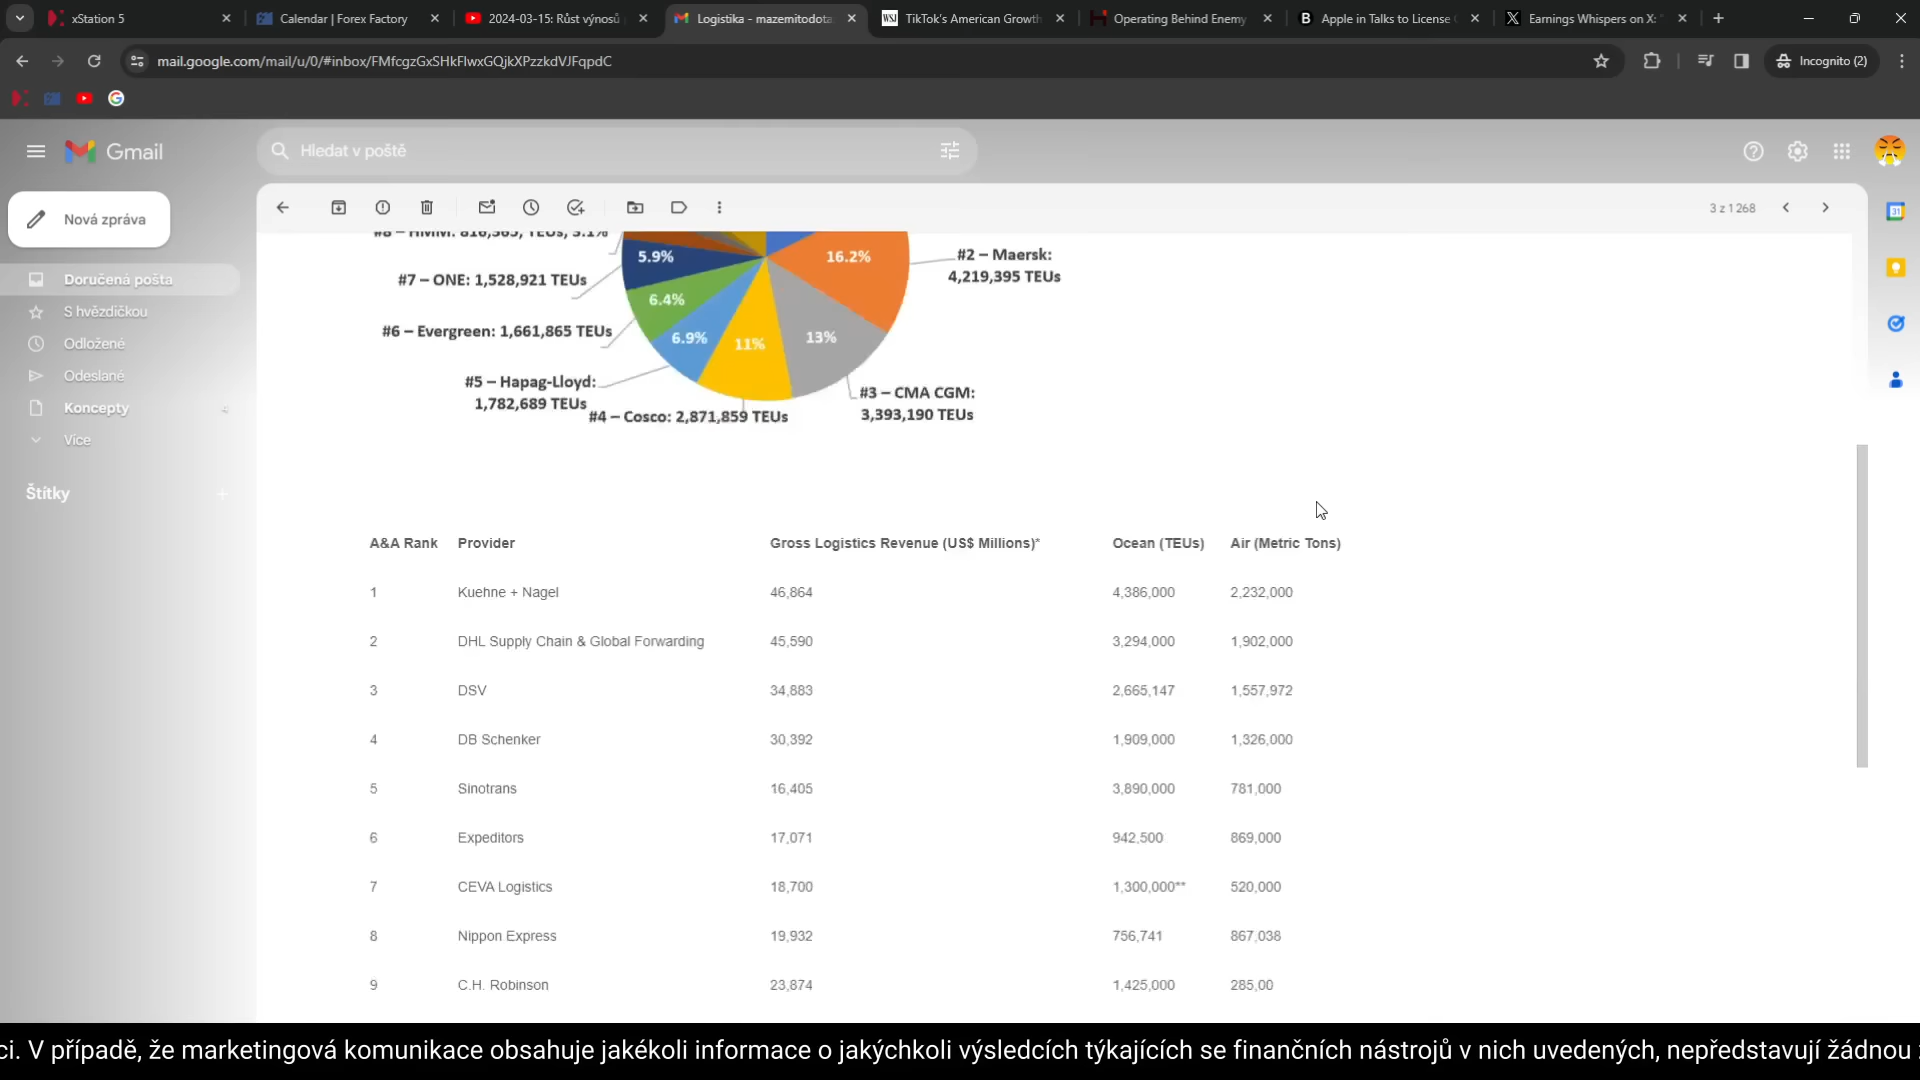 xStation 5
Calendar | Forex Factory
2024-03-15: Růst výnosů
Logistika - mazemitodota
TikTok's American Growth
Operating Behind Enemy
Apple in Talks to License
Earnings Whispers on X: "
mail.google.com/mail/u/0/#inbox/FMfcgzGxSHkFlwxGQjkXPzzkdVJFqpdC
Incognito (2)
Gmail
Hledat v poště
Nová zpráva
3 z 1 268
Doručená pošta
S hvězdičkou
Odložené
Odeslané
Koncepty 4
Více
Štítky
#8 – HMM: 816,365, TEUs, 3.1%
5.9%
16.2%
#2 – Maersk:
4,219,395 TEUs
#7 – ONE: 1,528,921 TEUs
6.4%
#6 – Evergreen: 1,661,865 TEUs
6.9%
11%
13%
#5 – Hapag-Lloyd:
1,782,689 TEUs
#4 – Cosco: 2,871,859 TEUs
#3 – CMA CGM:
3,393,190 TEUs
A&A Rank Provider Gross Logistics Revenue (US$ Millions)* Ocean (TEUs) Air (Metric Tons)
1 Kuehne + Nagel 46,864 4,386,000 2,232,000
2 DHL Supply Chain & Global Forwarding 45,590 3,294,000 1,902,000
3 DSV 34,883 2,665,147 1,557,972
4 DB Schenker 30,392 1,909,000 1,326,000
5 Sinotrans 16,405 3,890,000 781,000
6 Expeditors 17,071 942,500 869,000
7 CEVA Logistics 18,700 1,300,000** 520,000
8 Nippon Express 19,932 756,741 867,038
9 C.H. Robinson 23,874 1,425,000 285,00
ci. V případě, že marketingová komunikace obsahuje jakékoli informace o jakýchkoli výsledcích týkajících se finančních nástrojů v nich uvedených, nepředstavují žádnou